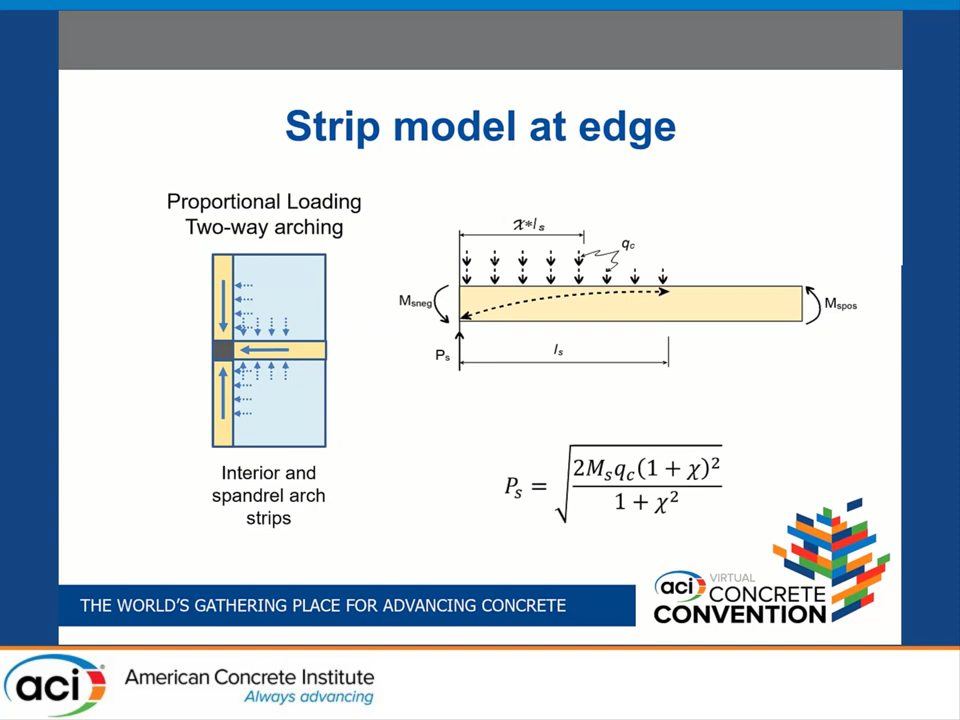 Strip model at edge
Proportional Loading
Two-way arching
Interior and
spandrel arch
strips
χ*lₛ
q꜀
Mₛₙₑg
Mₛₚₒₛ
Pₛ
lₛ
Pₛ = √(2Mₛq꜀(1 + χ)² / (1 + χ²))
THE WORLD'S GATHERING PLACE FOR ADVANCING CONCRETE
aci VIRTUAL
CONCRETE
CONVENTION
aci American Concrete Institute
Always advancing